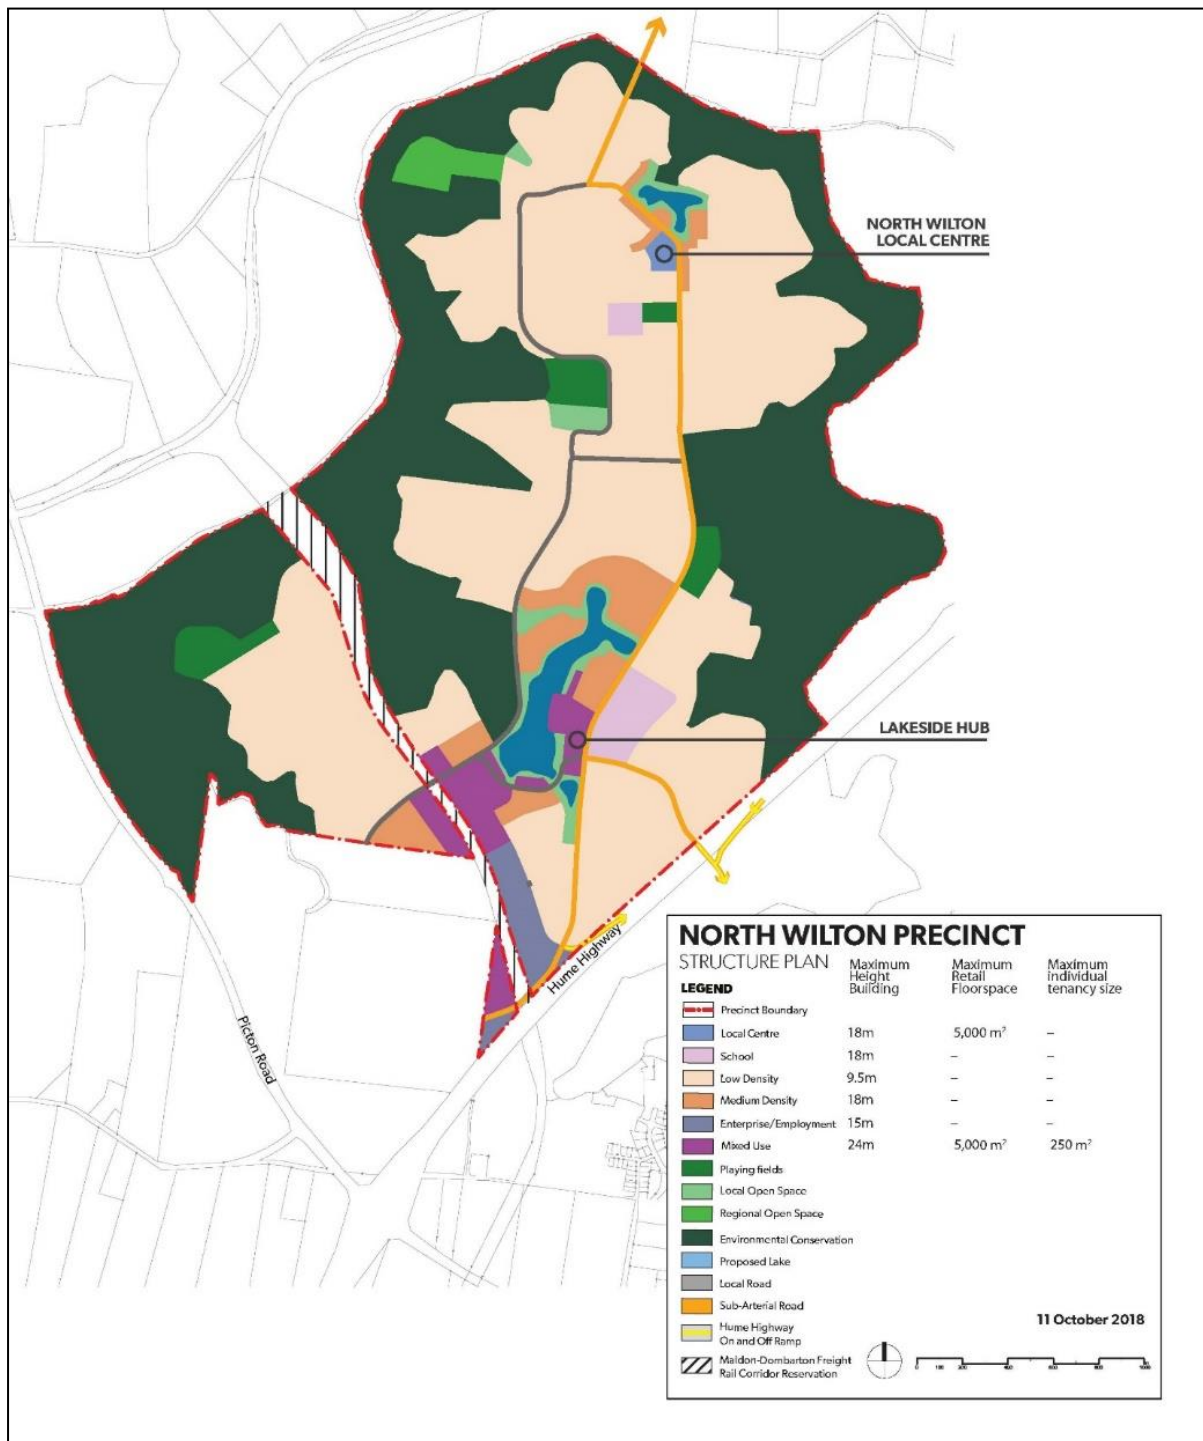 NORTH WILTON
LOCAL CENTRE
LAKESIDE HUB
Hume Highway
Picton Road
NORTH WILTON PRECINCT
STRUCTURE PLAN
Maximum
Height
Building
Maximum
Retail
Floorspace
Maximum
individual
tenancy size
LEGEND
Precinct Boundary
Local Centre 18m 5,000 m² –
School 18m – –
Low Density 9.5m – –
Medium Density 18m – –
Enterprise/Employment 15m – –
Mixed Use 24m 5,000 m² 250 m²
Playing fields
Local Open Space
Regional Open Space
Environmental Conservation
Proposed Lake
Local Road
Sub-Arterial Road
Hume Highway
On and Off Ramp
Maldon-Dombarton Freight
Rail Corridor Reservation
11 October 2018
0 100 200